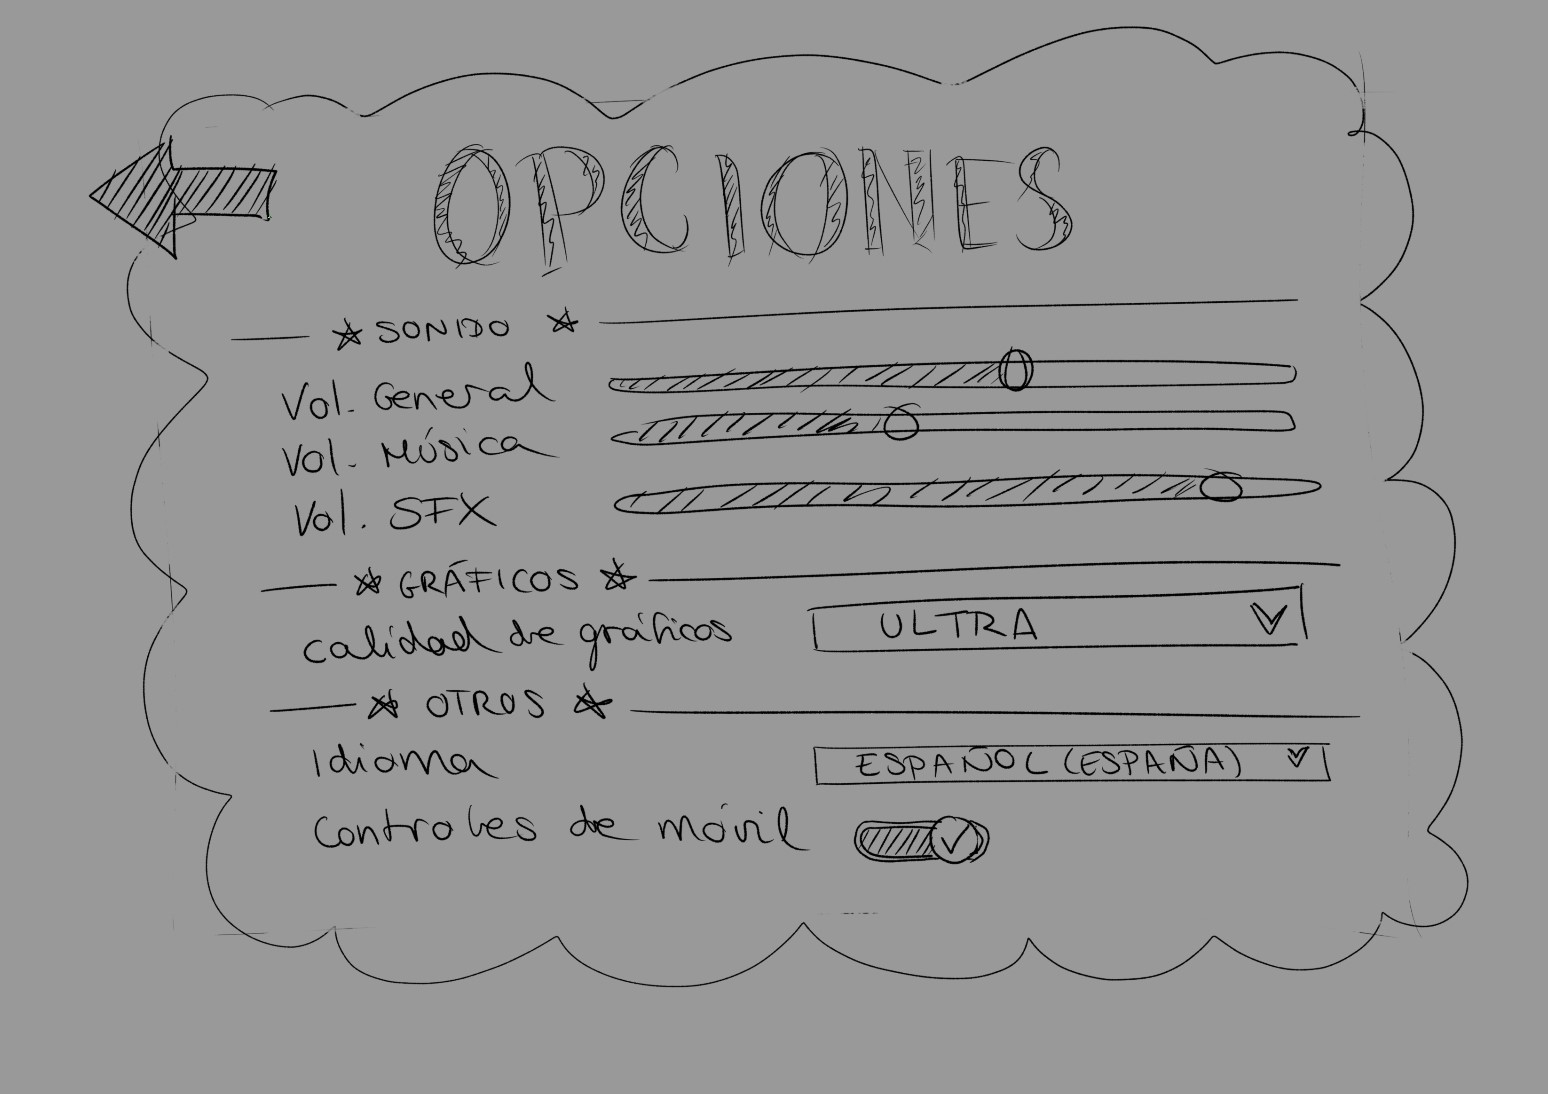 OPCIONES
SONIDO
Vol. General
Vol. Música
Vol. SFX
GRÁFICOS
calidad de gráficos
ULTRA
OTROS
Idioma
ESPAÑOL (ESPAÑA)
Controles de móvil